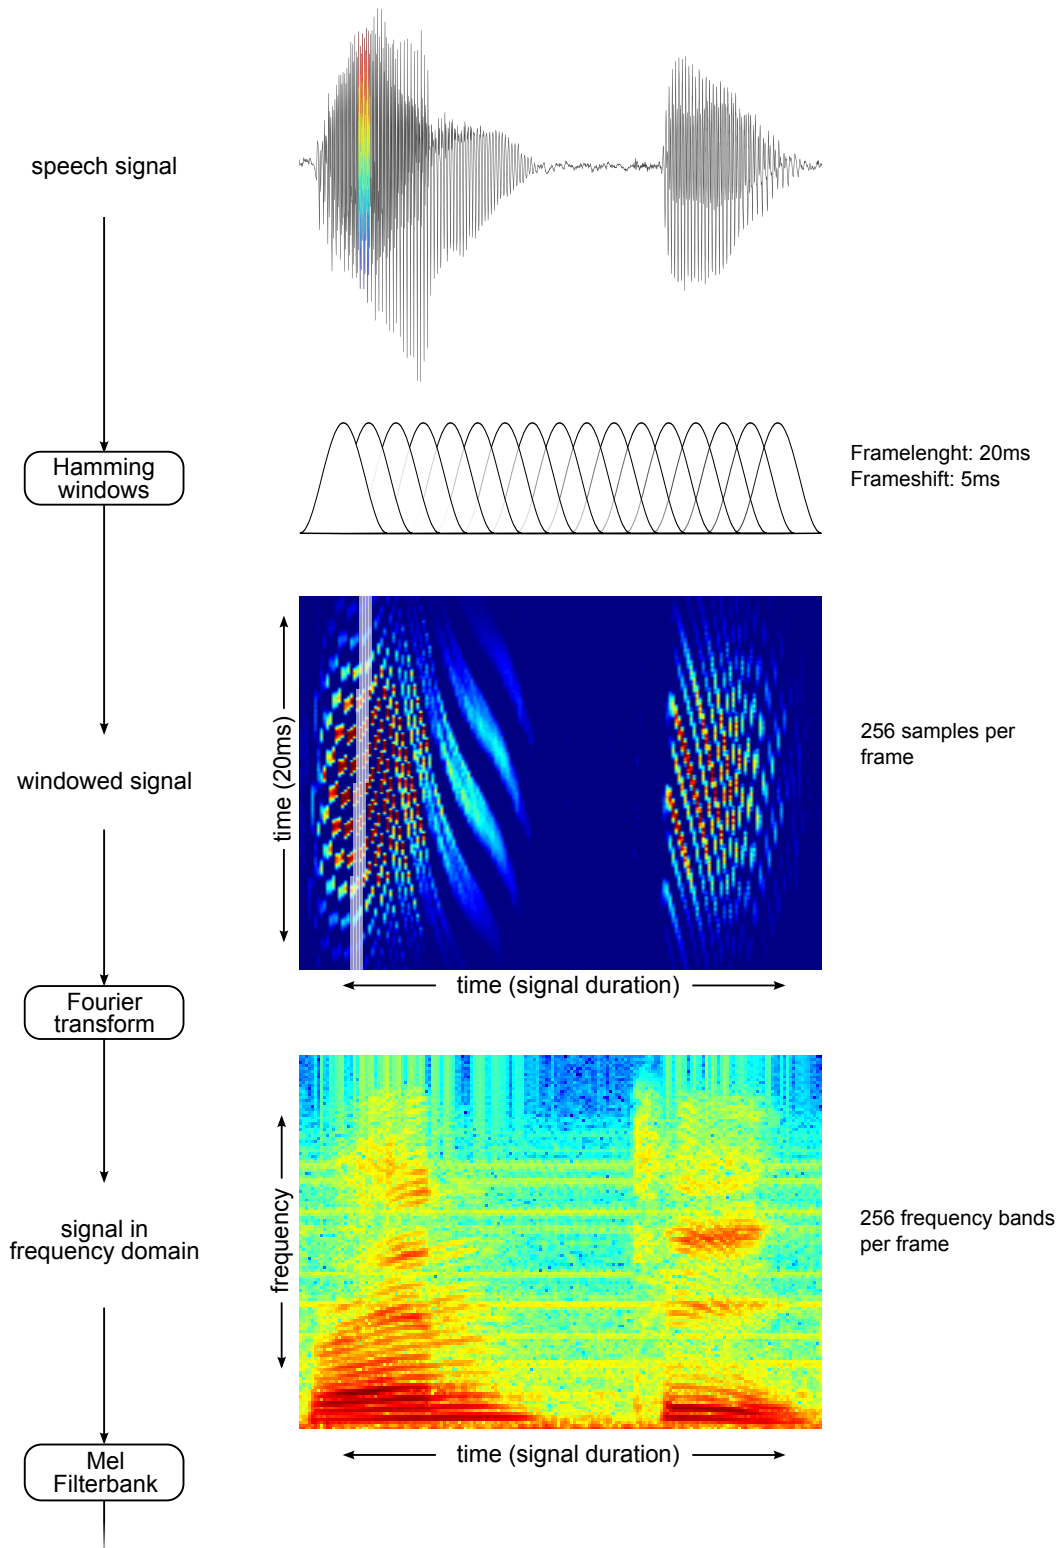 speech signal
Hamming
windows
Framelenght: 20ms
Frameshift: 5ms
time (20ms)
256 samples per
frame
windowed signal
time (signal duration)
Fourier
transform
frequency
256 frequency bands
per frame
signal in
frequency domain
time (signal duration)
Mel
Filterbank